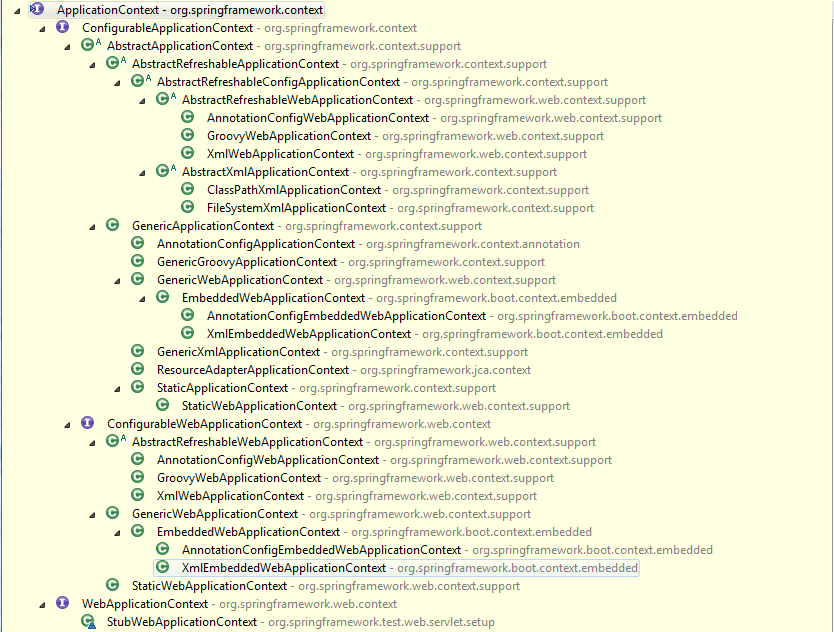 ApplicationContext - org.springframework.context
ConfigurableApplicationContext - org.springframework.context
AbstractApplicationContext - org.springframework.context.support
AbstractRefreshableApplicationContext - org.springframework.context.support
AbstractRefreshableConfigApplicationContext - org.springframework.context.support
AbstractRefreshableWebApplicationContext - org.springframework.web.context.support
AnnotationConfigWebApplicationContext - org.springframework.web.context.support
GroovyWebApplicationContext - org.springframework.web.context.support
XmlWebApplicationContext - org.springframework.web.context.support
AbstractXmlApplicationContext - org.springframework.context.support
ClassPathXmlApplicationContext - org.springframework.context.support
FileSystemXmlApplicationContext - org.springframework.context.support
GenericApplicationContext - org.springframework.context.support
AnnotationConfigApplicationContext - org.springframework.context.annotation
GenericGroovyApplicationContext - org.springframework.context.support
GenericWebApplicationContext - org.springframework.web.context.support
EmbeddedWebApplicationContext - org.springframework.boot.context.embedded
AnnotationConfigEmbeddedWebApplicationContext - org.springframework.boot.context.embedded
XmlEmbeddedWebApplicationContext - org.springframework.boot.context.embedded
GenericXmlApplicationContext - org.springframework.context.support
ResourceAdapterApplicationContext - org.springframework.jca.context
StaticApplicationContext - org.springframework.context.support
StaticWebApplicationContext - org.springframework.web.context.support
ConfigurableWebApplicationContext - org.springframework.web.context
AbstractRefreshableWebApplicationContext - org.springframework.web.context.support
AnnotationConfigWebApplicationContext - org.springframework.web.context.support
GroovyWebApplicationContext - org.springframework.web.context.support
XmlWebApplicationContext - org.springframework.web.context.support
GenericWebApplicationContext - org.springframework.web.context.support
EmbeddedWebApplicationContext - org.springframework.boot.context.embedded
AnnotationConfigEmbeddedWebApplicationContext - org.springframework.boot.context.embedded
XmlEmbeddedWebApplicationContext - org.springframework.boot.context.embedded
StaticWebApplicationContext - org.springframework.web.context.support
WebApplicationContext - org.springframework.web.context
StubWebApplicationContext - org.springframework.test.web.servlet.setup